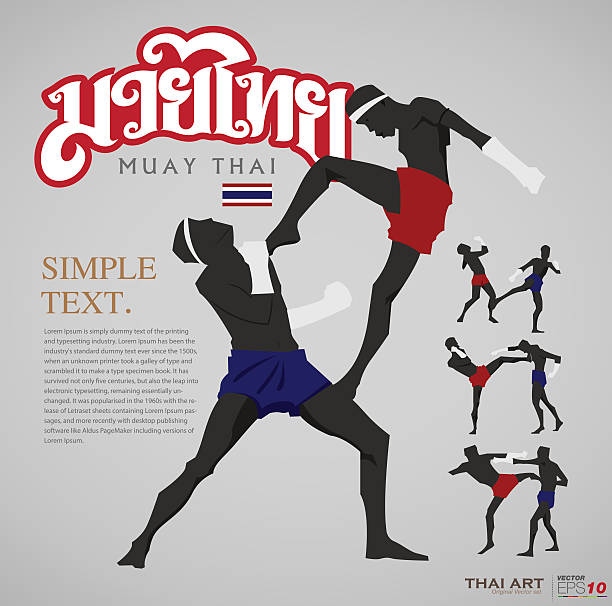 มวยไทย
MUAY THAI
SIMPLE
TEXT.
Lorem Ipsum is simply dummy text of the printing
and typesetting industry. Lorem Ipsum has been the
industry's standard dummy text ever since the 1500s,
when an unknown printer took a galley of type and
scrambled it to make a type specimen book. It has
survived not only five centuries, but also the leap into
electronic typesetting, remaining essentially un-
changed. It was popularised in the 1960s with the
release of Letraset sheets containing Lorem Ipsum
passages, and more recently with desktop publishing
software like Aldus PageMaker including versions of
Lorem Ipsum.
THAI ART
Original Vector set
VECTOR
EPS 10